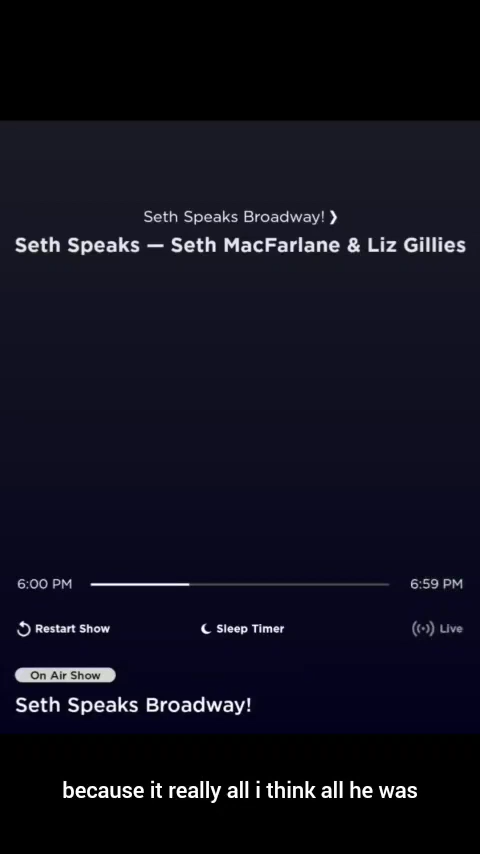 Seth Speaks Broadway! ❯
Seth Speaks — Seth MacFarlane & Liz Gillies
6:00 PM 6:59 PM
Restart Show Sleep Timer Live
On Air Show
Seth Speaks Broadway!
because it really all i think all he was